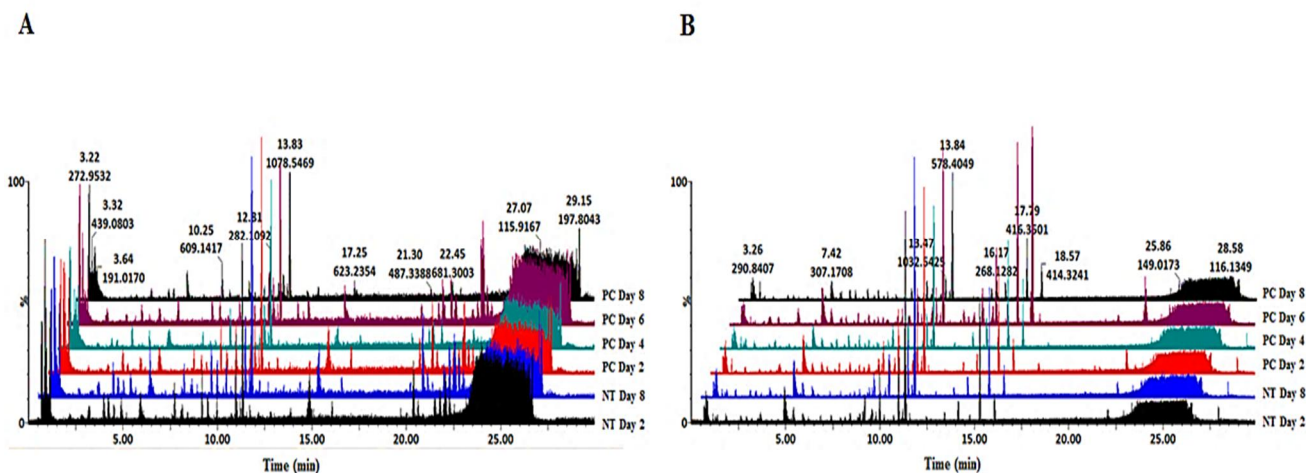 A
B
100
%
0
3.22
272.9532
3.32
439.0803
3.64
191.0170
10.25
609.1417
12.81
282.1092
13.83
1078.5469
17.25
623.2354
21.30
487.3388
22.45
681.3003
27.07
115.9167
29.15
197.8043
PC Day 8
PC Day 6
PC Day 4
PC Day 2
NT Day 8
NT Day 2
5.00 10.00 15.00 20.00 25.00
Time (min)
100
%
0
3.26
290.8407
7.42
307.1708
13.47
1032.5425
13.84
578.4049
16.17
268.1282
17.79
416.3501
18.57
414.3241
25.86
149.0173
28.58
116.1349
PC Day 8
PC Day 6
PC Day 4
PC Day 2
NT Day 8
NT Day 2
5.00 10.00 15.00 20.00 25.00
Time (min)